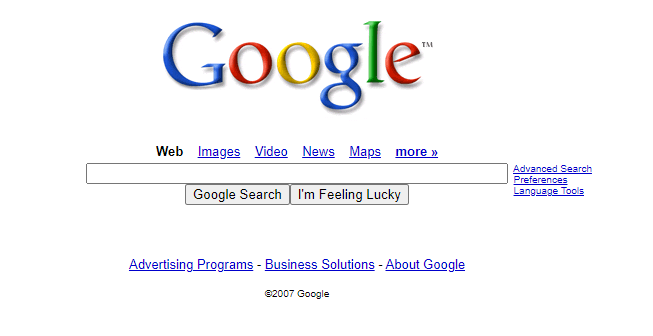 Google™
Web Images Video News Maps more »
Advanced Search
Preferences
Language Tools
Google Search I'm Feeling Lucky
Advertising Programs - Business Solutions - About Google
©2007 Google